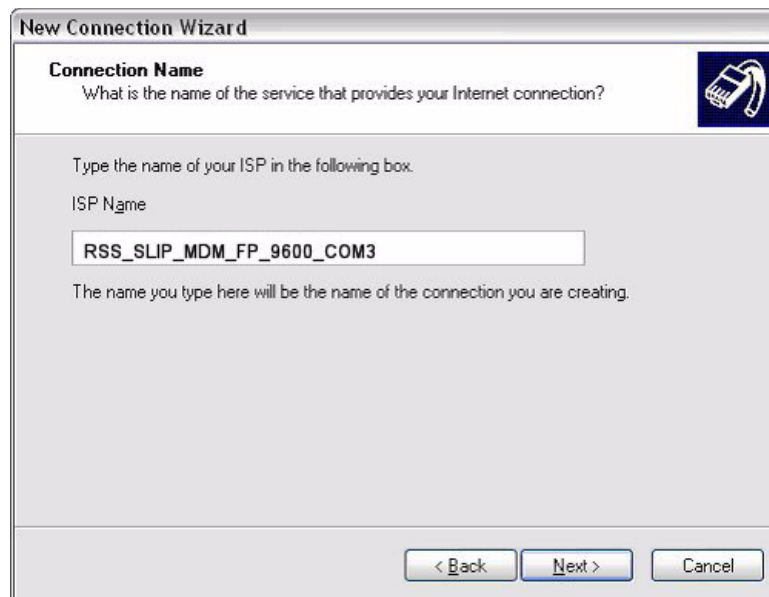 New Connection Wizard
Connection Name
What is the name of the service that provides your Internet connection?
Type the name of your ISP in the following box.
ISP Name
RSS_SLIP_MDM_FP_9600_COM3
The name you type here will be the name of the connection you are creating.
< Back Next > Cancel